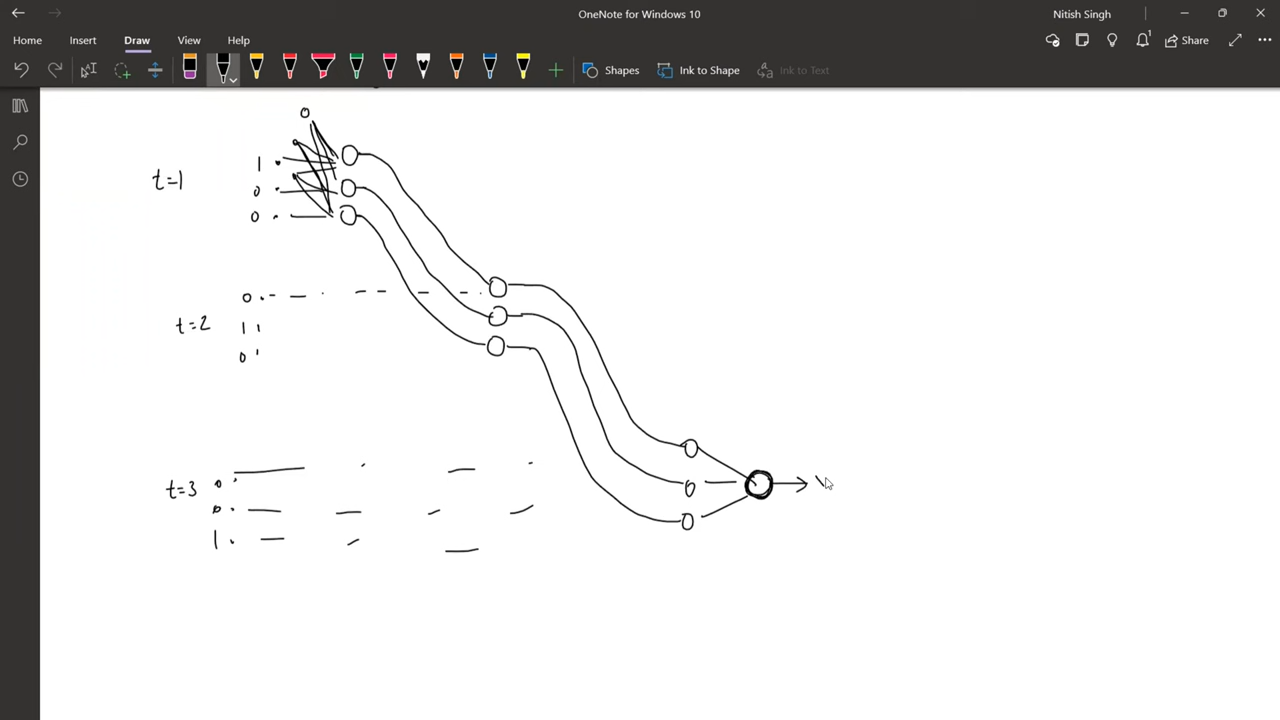 OneNote for Windows 10
Nitish Singh
Home Insert Draw View Help
1
Share
Shapes
Ink to Shape
Ink to Text
0
t=1
1
0
0
t=2
0
1
0
t=3
0
0
1